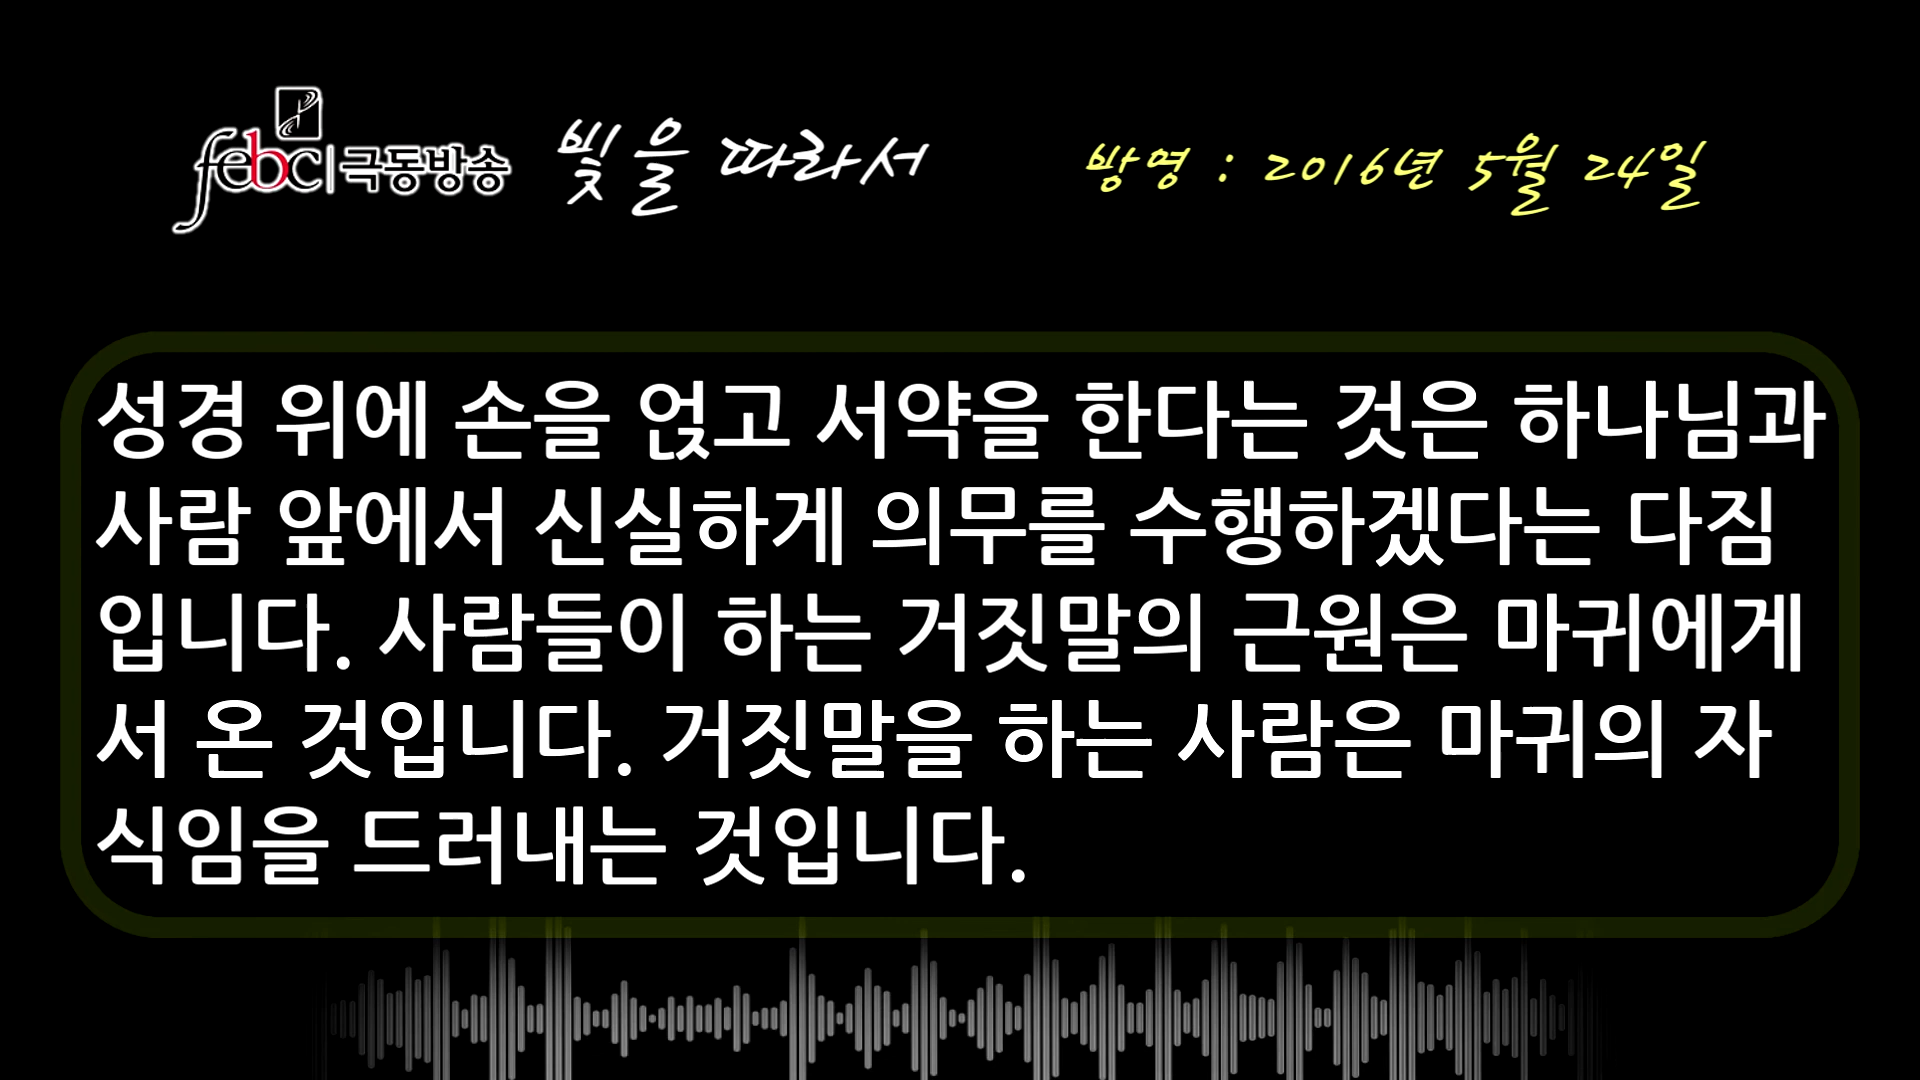 febc 극동방송 빛을 따라서 방영 : 2016년 5월 24일
성경 위에 손을 얹고 서약을 한다는 것은 하나님과
사람 앞에서 신실하게 의무를 수행하겠다는 다짐
입니다. 사람들이 하는 거짓말의 근원은 마귀에게
서 온 것입니다. 거짓말을 하는 사람은 마귀의 자
식임을 드러내는 것입니다.